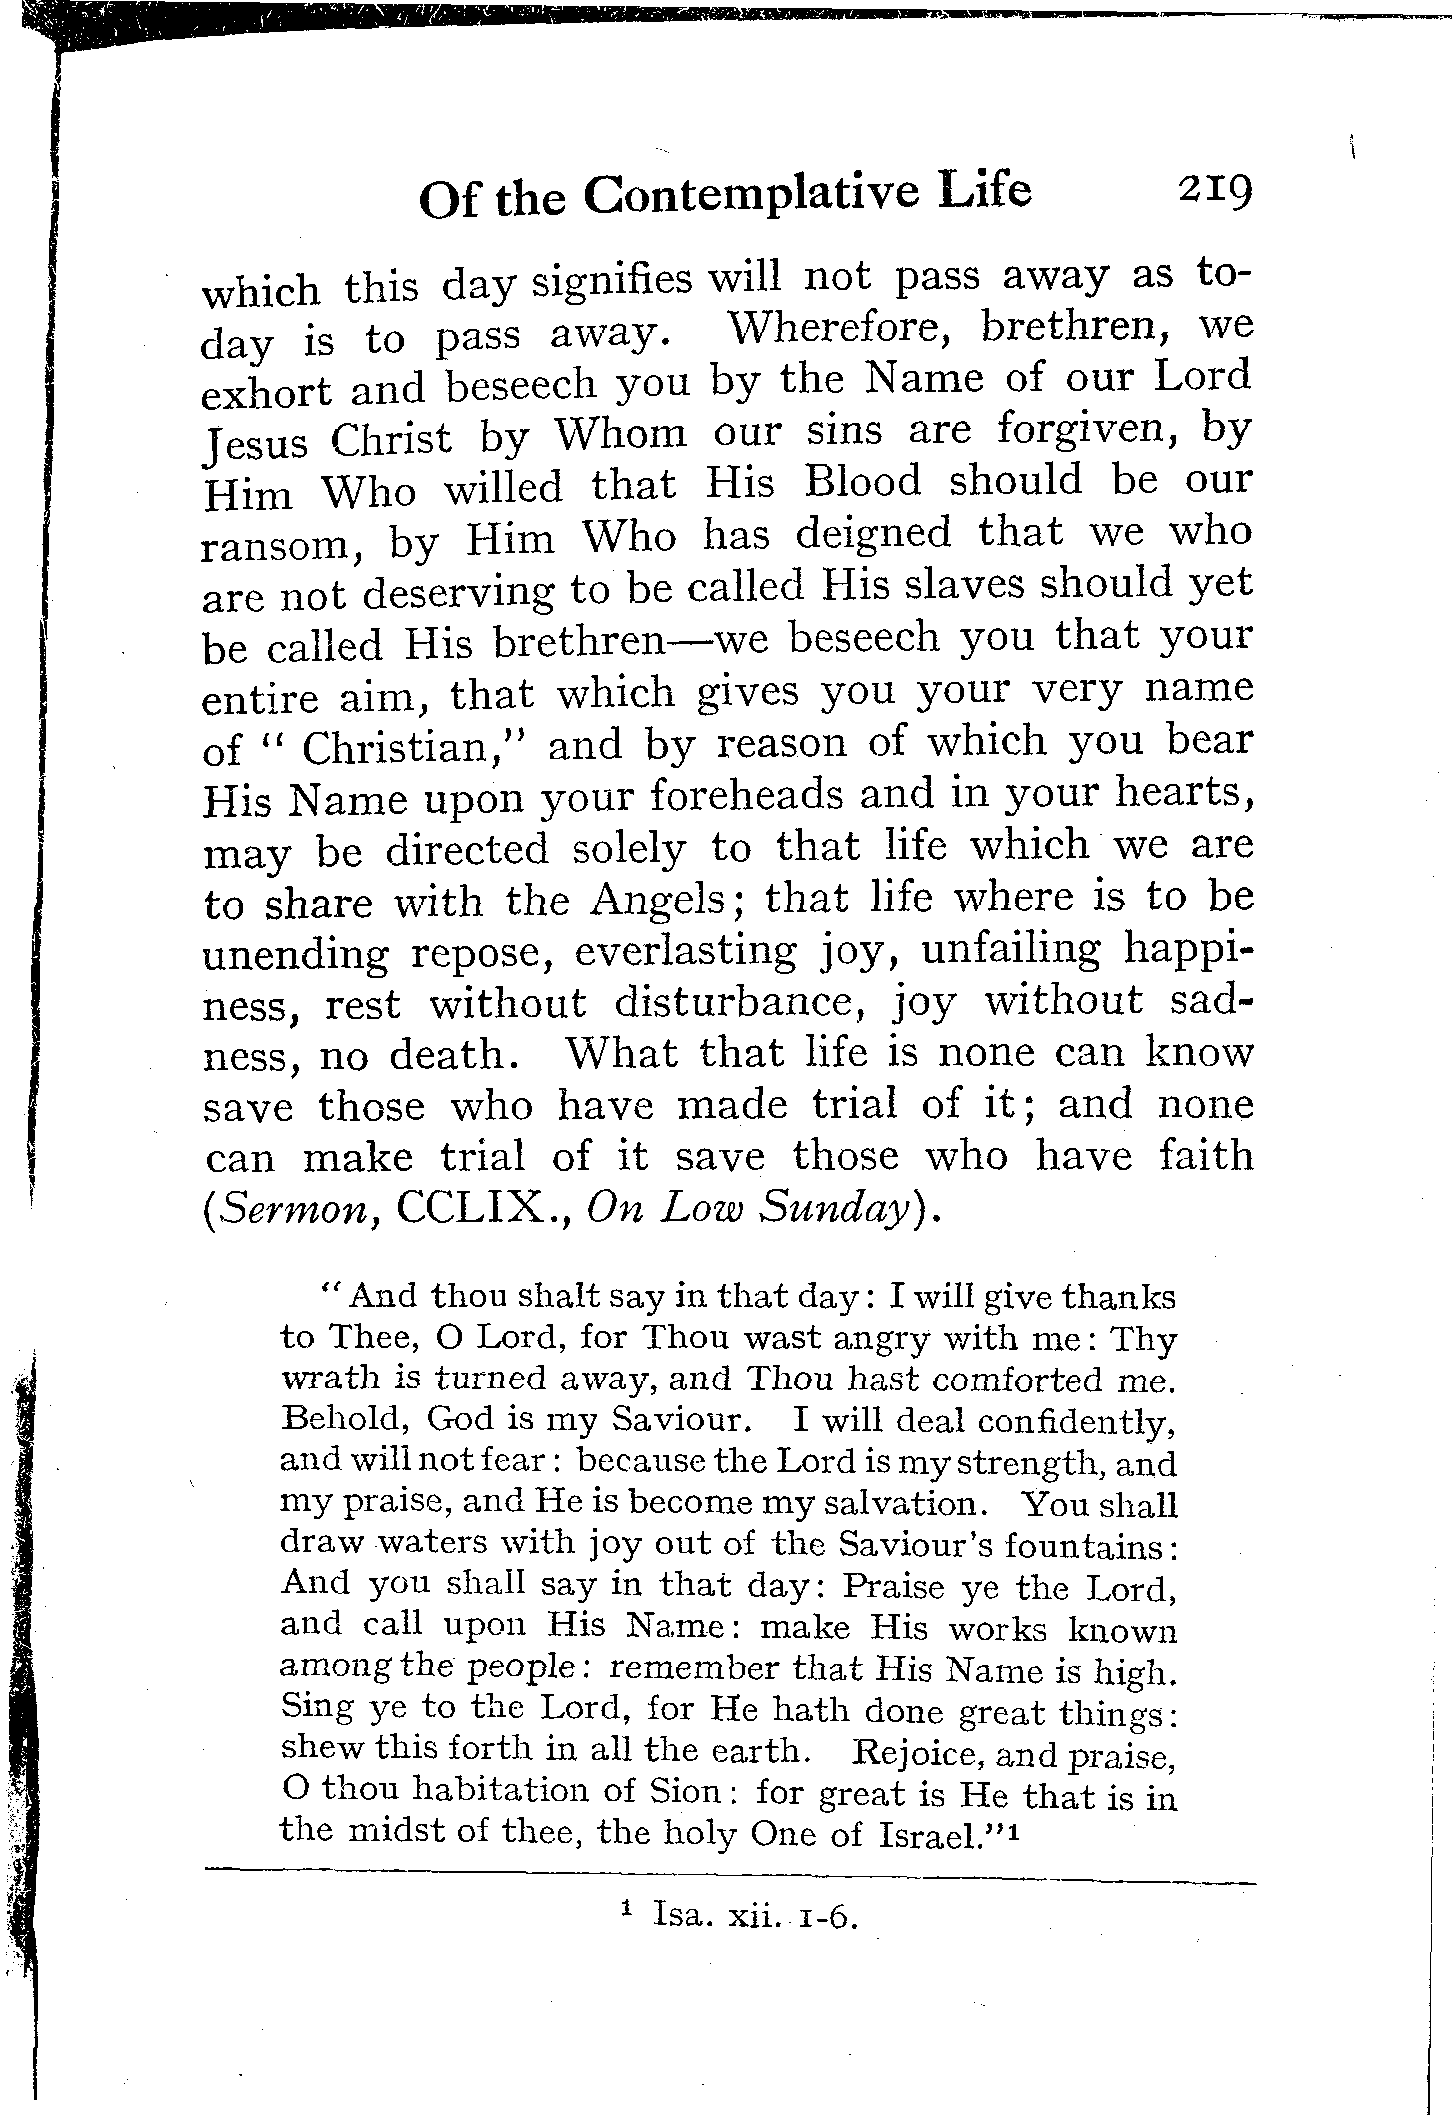 Of the Contemplative Life 219
which this day signifies will not pass away as to-
day is to pass away. Wherefore, brethren, we
exhort and beseech you by the Name of our Lord
Jesus Christ by Whom our sins are forgiven, by
Him Who willed that His Blood should be our
ransom, by Him Who has deigned that we who
are not deserving to be called His slaves should yet
be called His brethren—we beseech you that your
entire aim, that which gives you your very name
of “ Christian,” and by reason of which you bear
His Name upon your foreheads and in your hearts,
may be directed solely to that life which we are
to share with the Angels; that life where is to be
unending repose, everlasting joy, unfailing happi-
ness, rest without disturbance, joy without sad-
ness, no death. What that life is none can know
save those who have made trial of it; and none
can make trial of it save those who have faith
(Sermon, CCLIX., On Low Sunday).
“And thou shalt say in that day: I will give thanks
to Thee, O Lord, for Thou wast angry with me: Thy
wrath is turned away, and Thou hast comforted me.
Behold, God is my Saviour. I will deal confidently,
and will not fear: because the Lord is my strength, and
my praise, and He is become my salvation. You shall
draw waters with joy out of the Saviour's fountains:
And you shall say in that day: Praise ye the Lord,
and call upon His Name: make His works known
among the people: remember that His Name is high.
Sing ye to the Lord, for He hath done great things:
shew this forth in all the earth. Rejoice, and praise,
O thou habitation of Sion: for great is He that is in
the midst of thee, the holy One of Israel.”¹
¹ Isa. xii. 1-6.